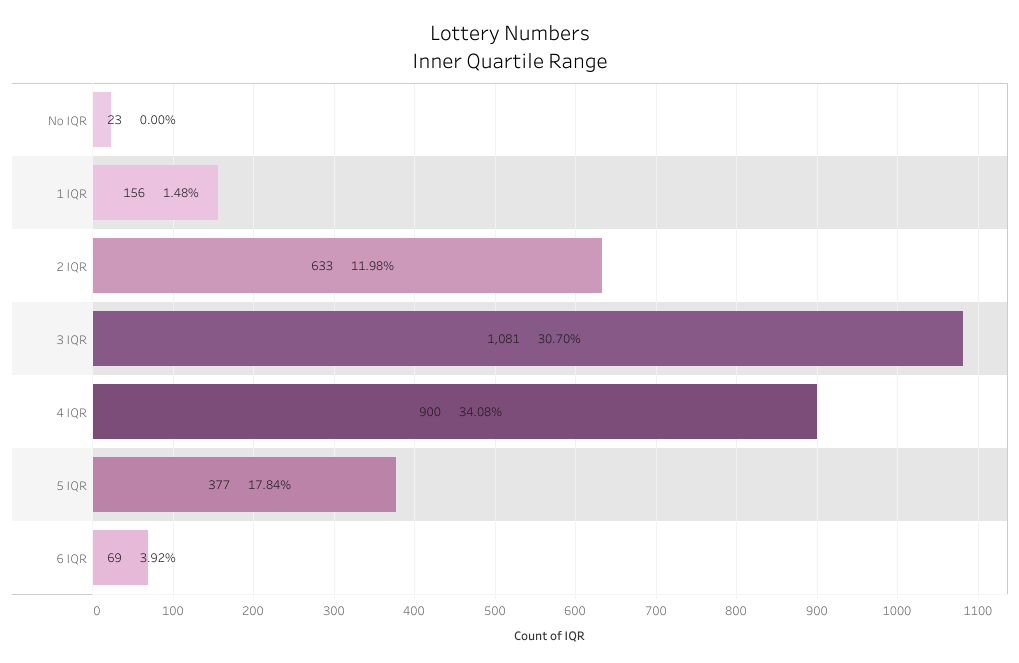 Lottery Numbers
Inner Quartile Range
No IQR 23 0.00%
1 IQR 156 1.48%
2 IQR 633 11.98%
3 IQR 1,081 30.70%
4 IQR 900 34.08%
5 IQR 377 17.84%
6 IQR 69 3.92%
0 100 200 300 400 500 600 700 800 900 1000 1100
Count of IQR